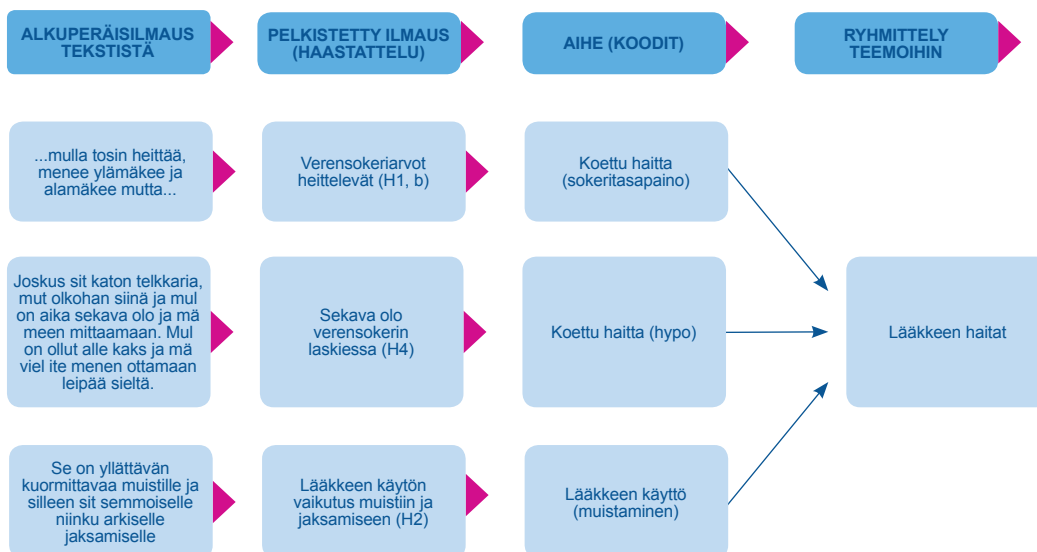 ALKUPERÄISILMAUS
TEKSTISTÄ
PELKISTETTY ILMAUS
(HAASTATTELU)
AIHE (KOODIT)
RYHMITTELY
TEEMOIHIN
...mulla tosin heittää,
menee ylämäkee ja
alamäkee mutta...
Verensokeriarvot
heittelevät (H1, b)
Koettu haitta
(sokeritasapaino)
Joskus sit katon telkkaria,
mut olkohan siinä ja mul
on aika sekava olo ja mä
meen mittaamaan. Mul
on ollut alle kaks ja mä
viel ite menen ottamaan
leipää sieltä.
Sekava olo
verensokerin
laskiessa (H4)
Koettu haitta (hypo)
Lääkkeen haitat
Se on yllättävän
kuormittavaa muistille ja
silleen sit semmoiselle
niinku arkiselle
jaksamiselle
Lääkkeen käytön
vaikutus muistiin ja
jaksamiseen (H2)
Lääkkeen käyttö
(muistaminen)